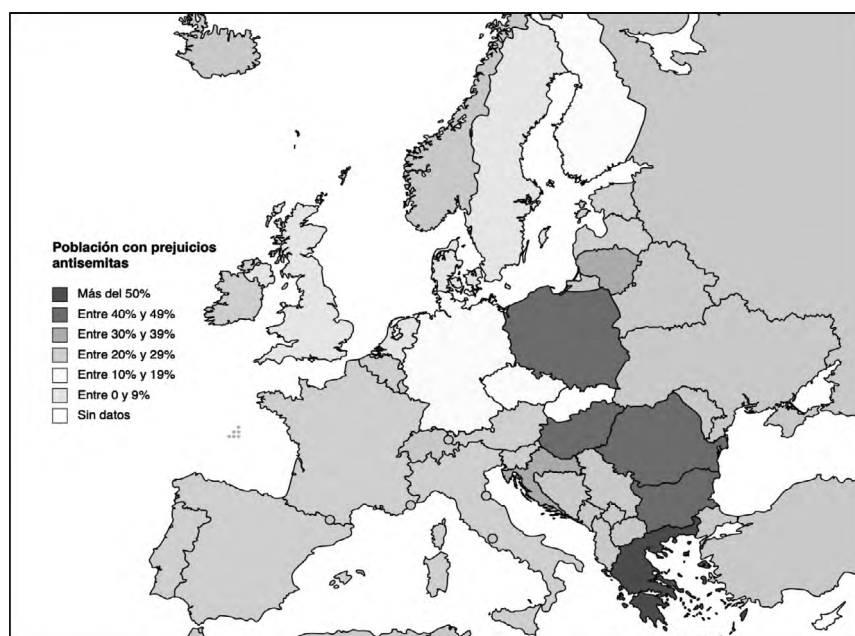 Población con prejuicios
antisemitas
Más del 50%
Entre 40% y 49%
Entre 30% y 39%
Entre 20% y 29%
Entre 10% y 19%
Entre 0 y 9%
Sin datos